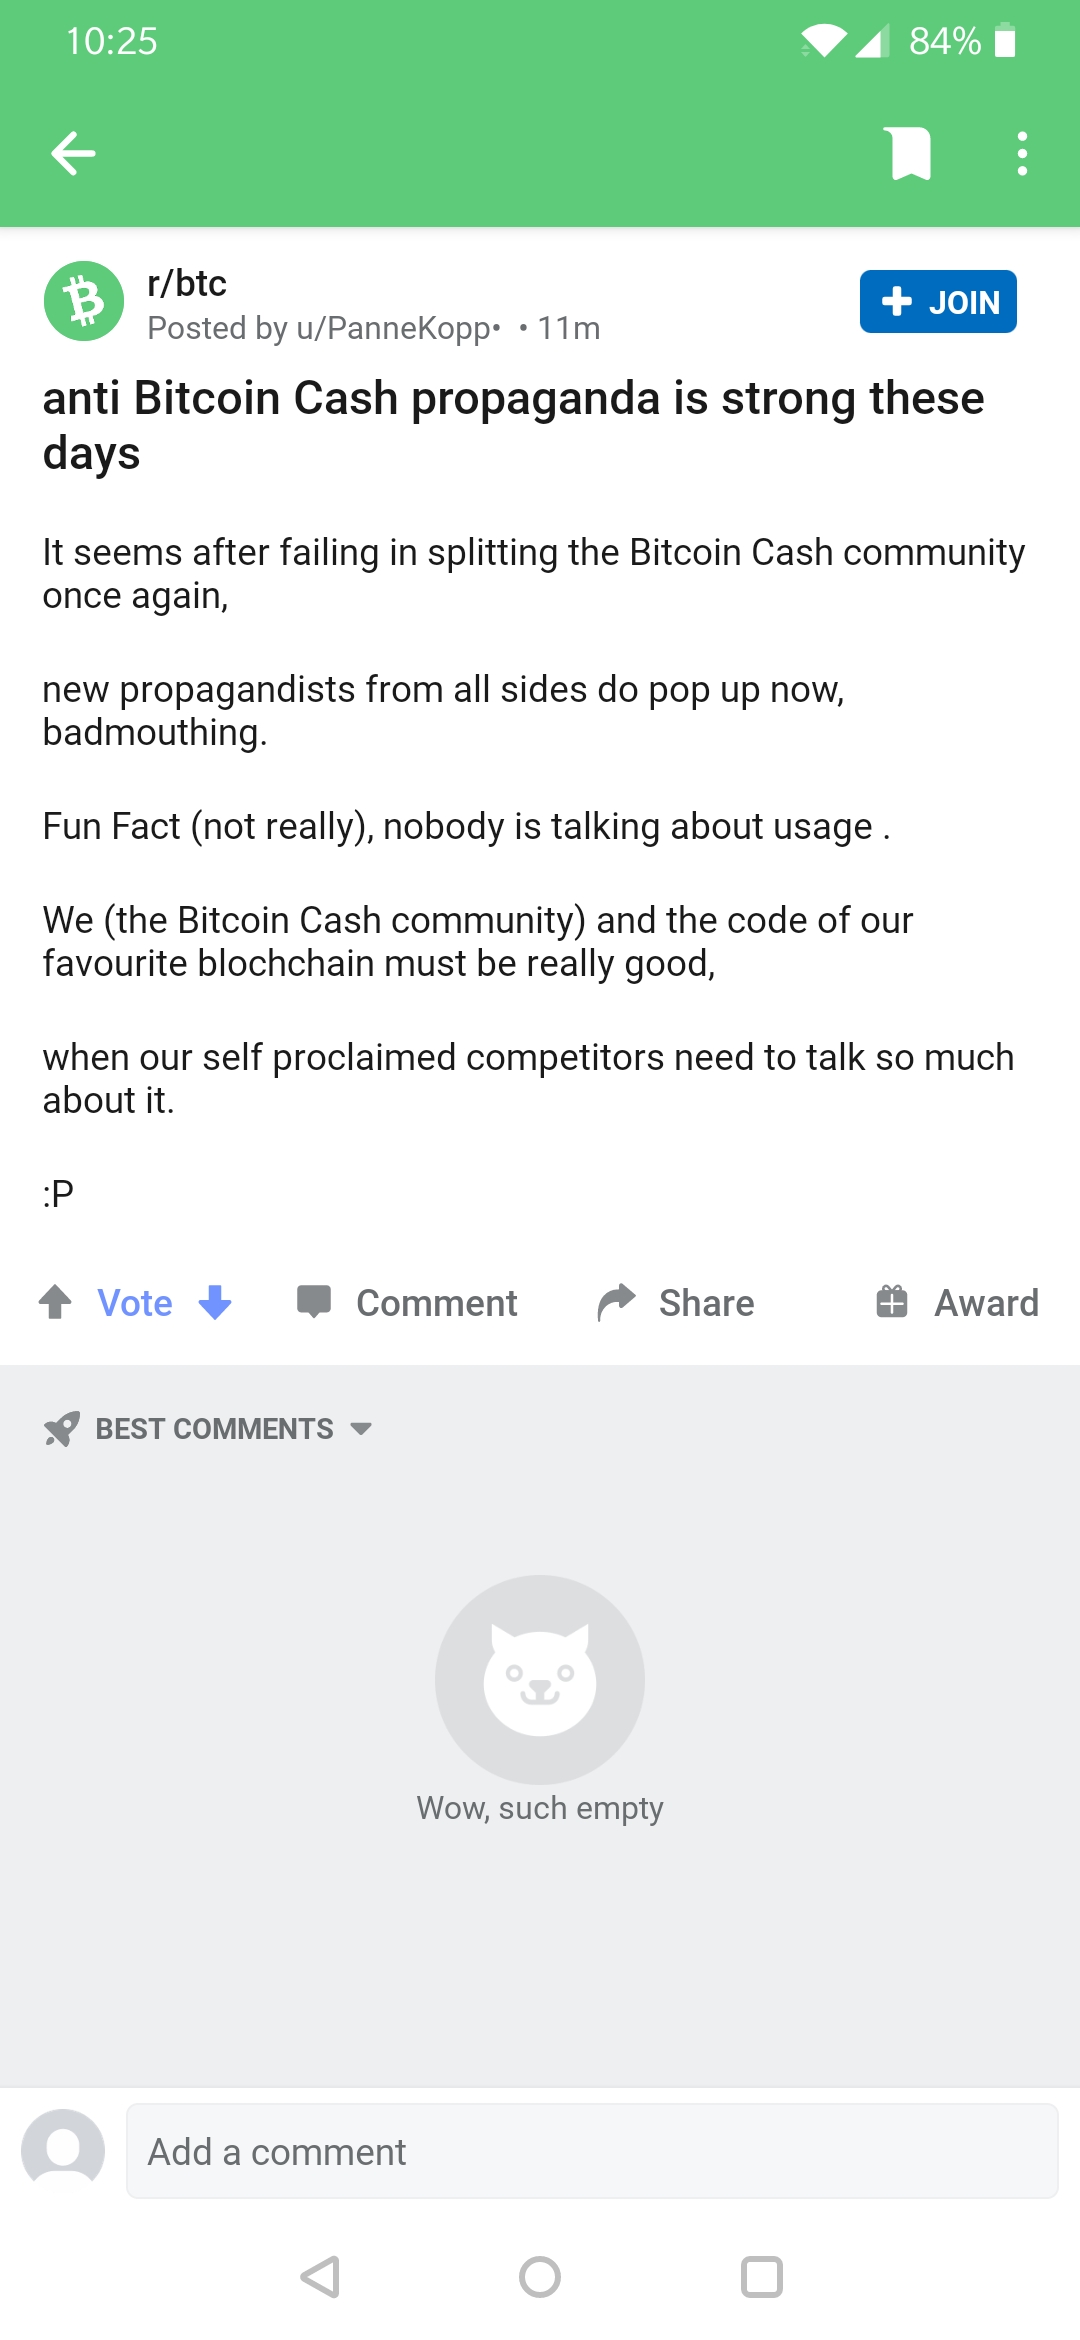 10:25
84%
r/btc
Posted by u/PanneKopp• • 11m
JOIN
anti Bitcoin Cash propaganda is strong these
days
It seems after failing in splitting the Bitcoin Cash community
once again,
new propagandists from all sides do pop up now,
badmouthing.
Fun Fact (not really), nobody is talking about usage .
We (the Bitcoin Cash community) and the code of our
favourite blochchain must be really good,
when our self proclaimed competitors need to talk so much
about it.
:P
Vote Comment Share Award
BEST COMMENTS
Wow, such empty
Add a comment